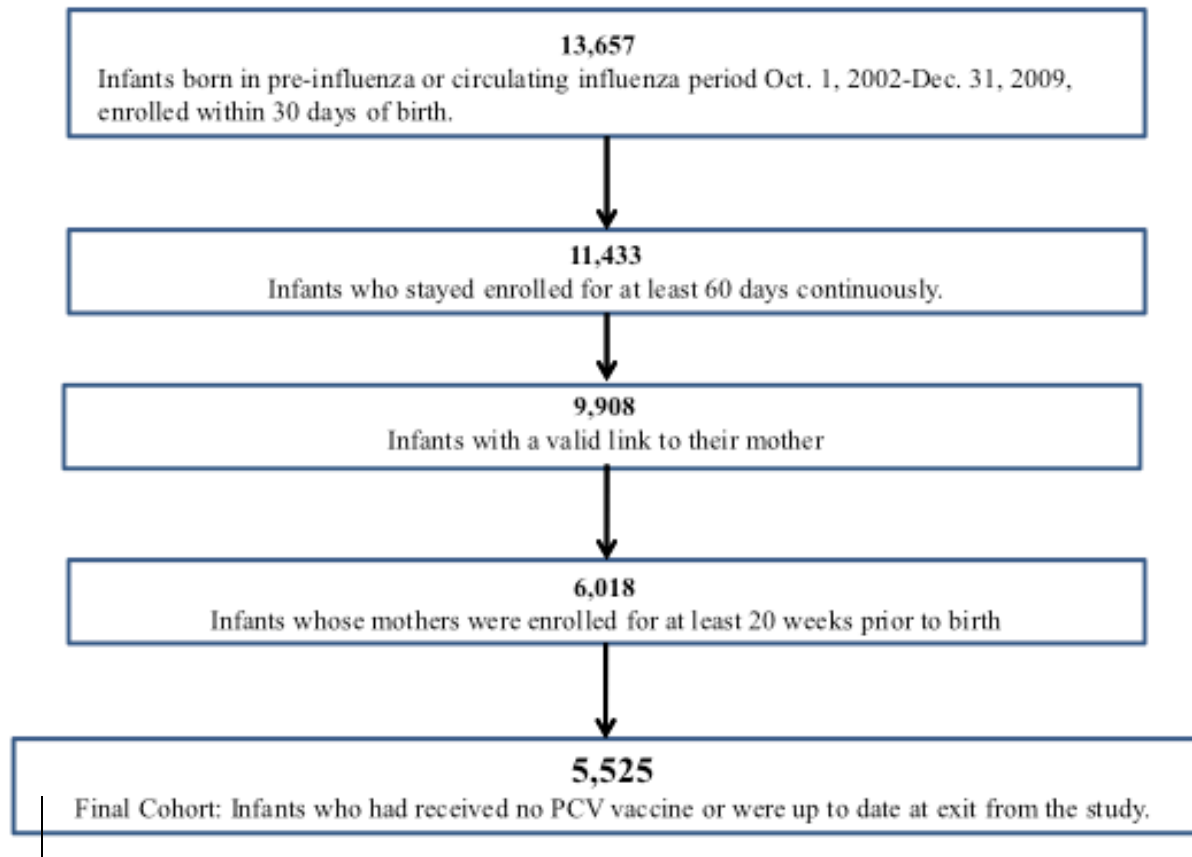 13,657
Infants born in pre-influenza or circulating influenza period Oct. 1, 2002-Dec. 31, 2009,
enrolled within 30 days of birth.
11,433
Infants who stayed enrolled for at least 60 days continuously.
9,908
Infants with a valid link to their mother
6,018
Infants whose mothers were enrolled for at least 20 weeks prior to birth
5,525
Final Cohort: Infants who had received no PCV vaccine or were up to date at exit from the study.